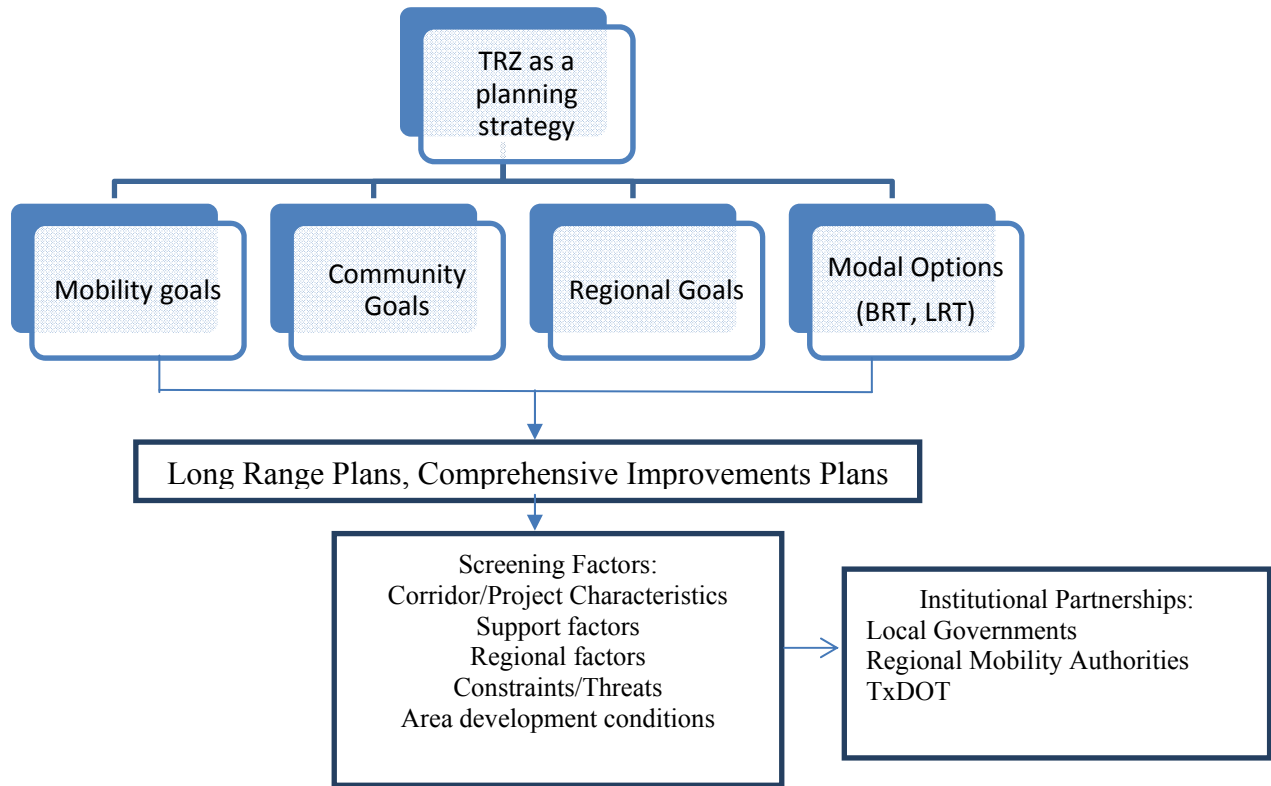 TRZ as a
planning
strategy
Mobility goals
Community
Goals
Regional Goals
Modal Options
(BRT, LRT)
Long Range Plans, Comprehensive Improvements Plans
Screening Factors:
Corridor/Project Characteristics
Support factors
Regional factors
Constraints/Threats
Area development conditions
Institutional Partnerships:
Local Governments
Regional Mobility Authorities
TxDOT